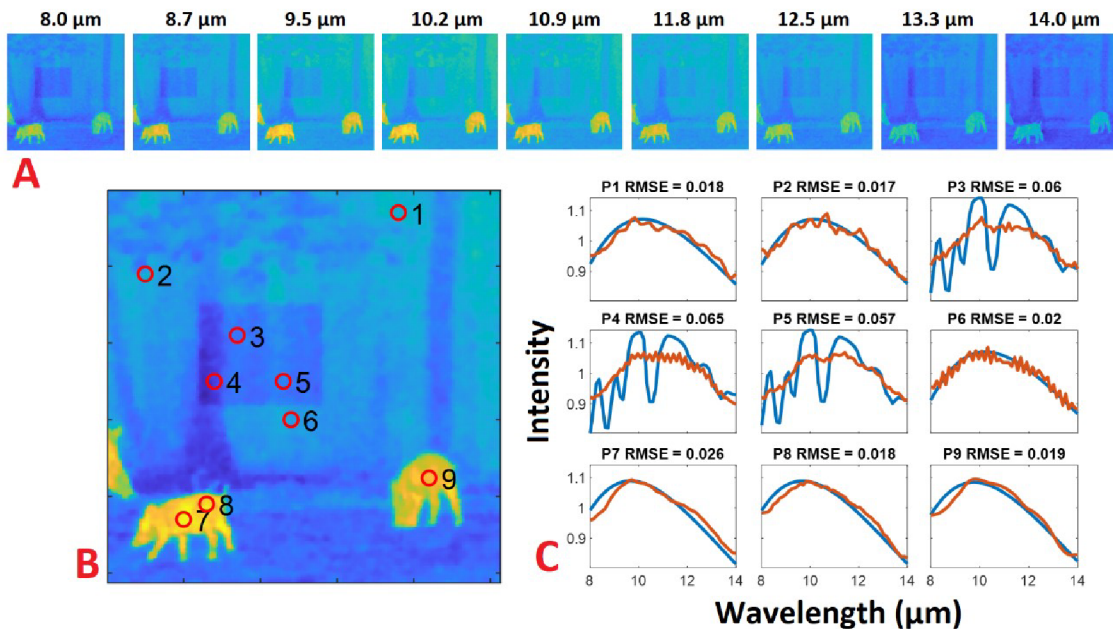 8.0 μm 8.7 μm 9.5 μm 10.2 μm 10.9 μm 11.8 μm 12.5 μm 13.3 μm 14.0 μm
A
1
2
3
4
5
6
7
8
9
B
P1 RMSE = 0.018 P2 RMSE = 0.017 P3 RMSE = 0.06
1.1
1
0.9
P4 RMSE = 0.065 P5 RMSE = 0.057 P6 RMSE = 0.02
1.1
1
0.9
P7 RMSE = 0.026 P8 RMSE = 0.018 P9 RMSE = 0.019
1.1
1
0.9
8 10 12 14 8 10 12 14 8 10 12 14
Intensity
Wavelength (μm)
C